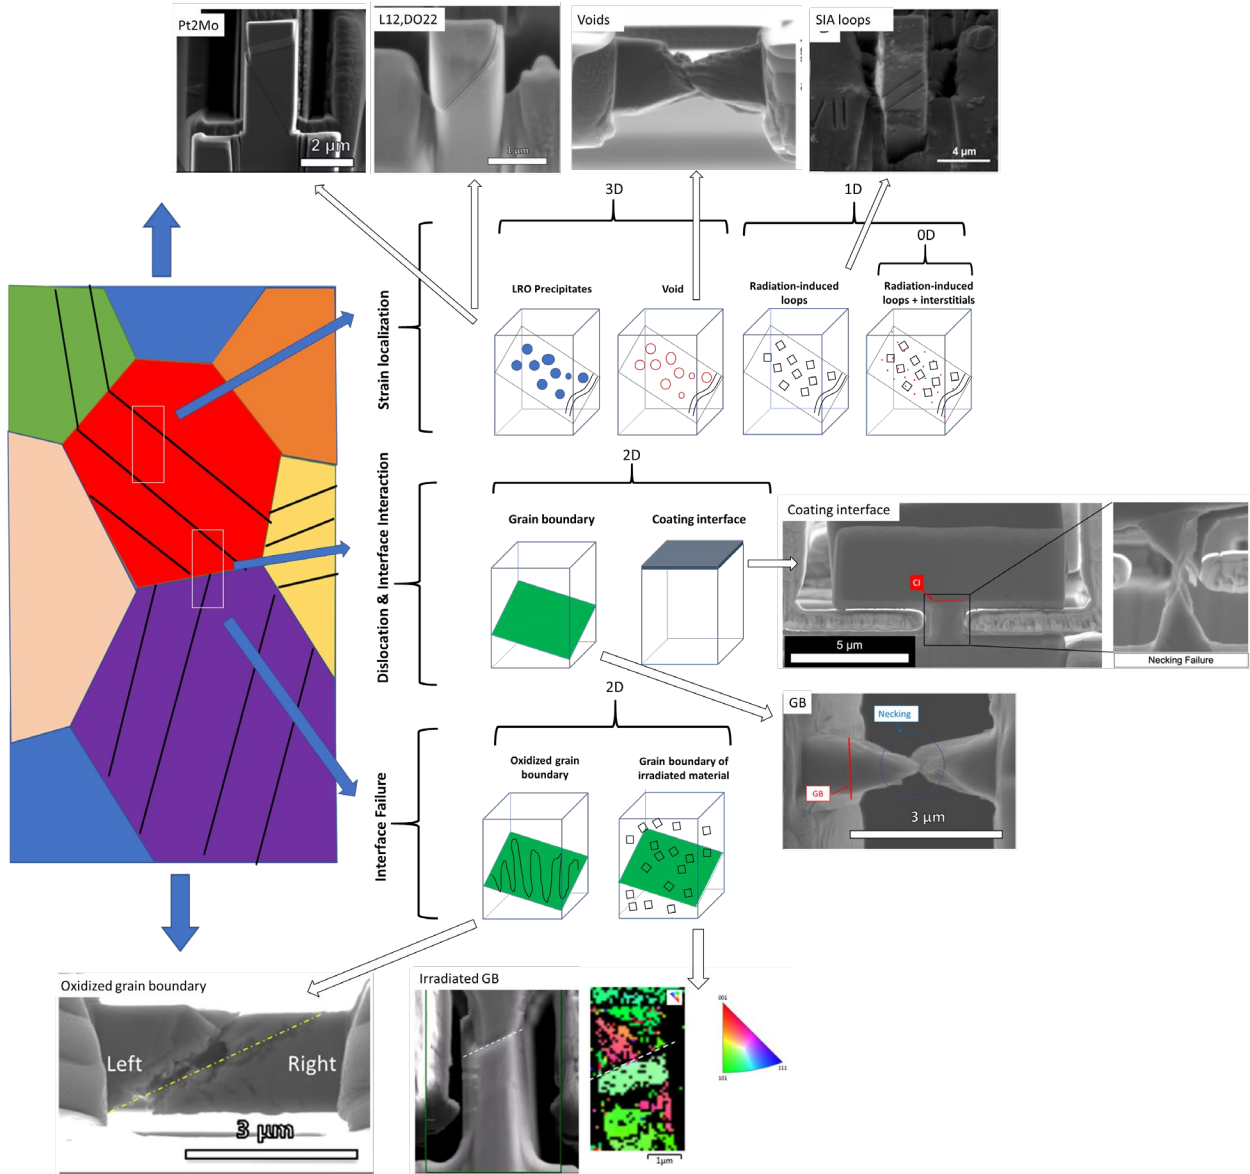 Pt2Mo
2 μm
L12,DO22
1 μm
Voids
SIA loops
4 μm
3D
1D
0D
Strain localization
LRO Precipitates
Void
Radiation-induced
loops
Radiation-induced
loops + interstitials
2D
Dislocation & Interface Interaction
Grain boundary
Coating interface
Coating interface
CI
5 μm
Necking Failure
2D
Interface Failure
Oxidized grain
boundary
Grain boundary of
irradiated material
GB
Necking
GB
3 μm
Oxidized grain boundary
Left
Right
3 μm
Irradiated GB
1μm
001
101
111